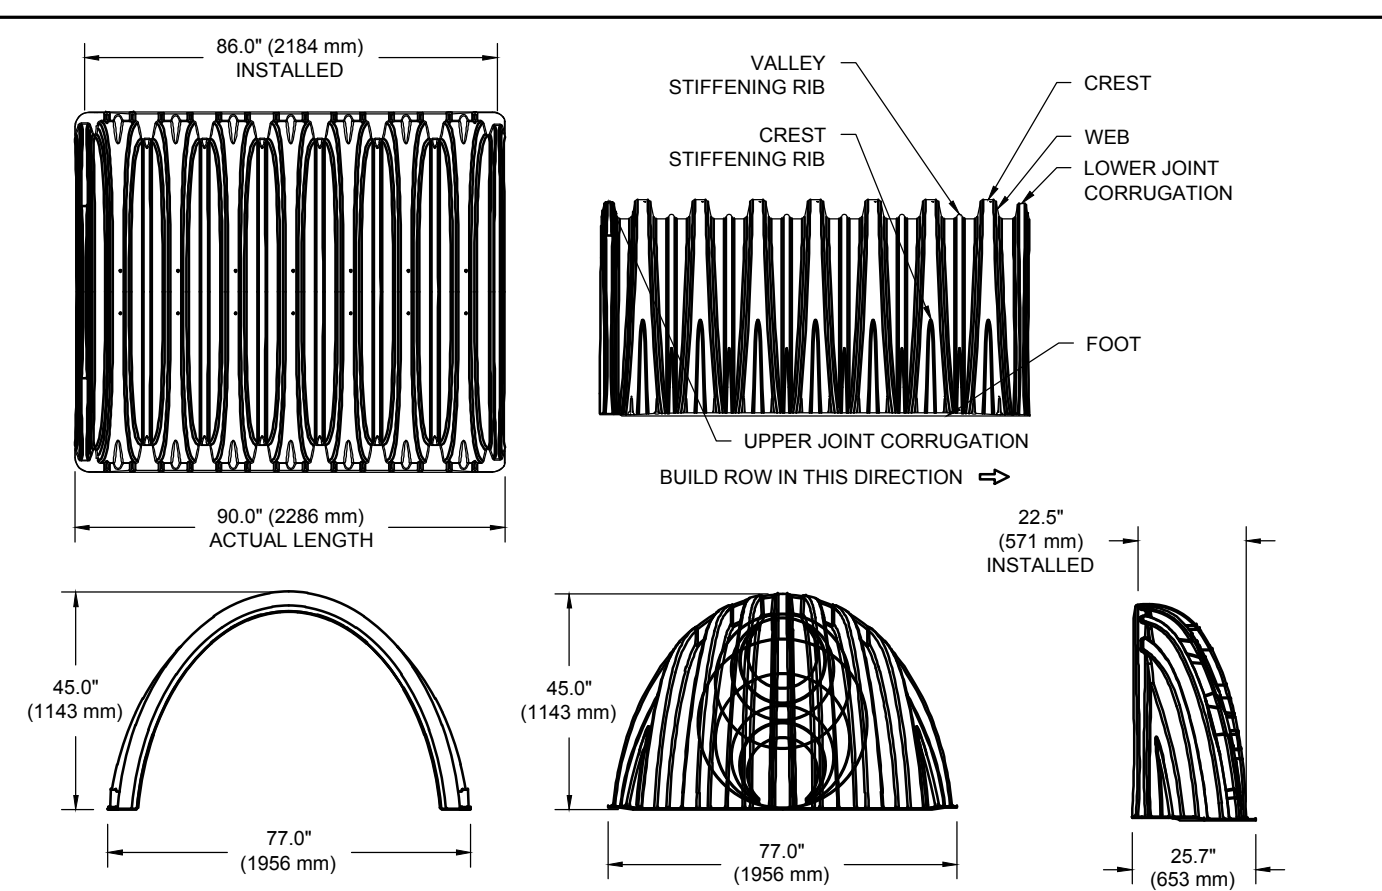 86.0" (2184 mm)
INSTALLED
VALLEY
STIFFENING RIB
CREST
STIFFENING RIB
CREST
WEB
LOWER JOINT
CORRUGATION
FOOT
UPPER JOINT CORRUGATION
BUILD ROW IN THIS DIRECTION
90.0" (2286 mm)
ACTUAL LENGTH
22.5"
(571 mm)
INSTALLED
45.0"
(1143 mm)
77.0"
(1956 mm)
45.0"
(1143 mm)
77.0"
(1956 mm)
25.7"
(653 mm)